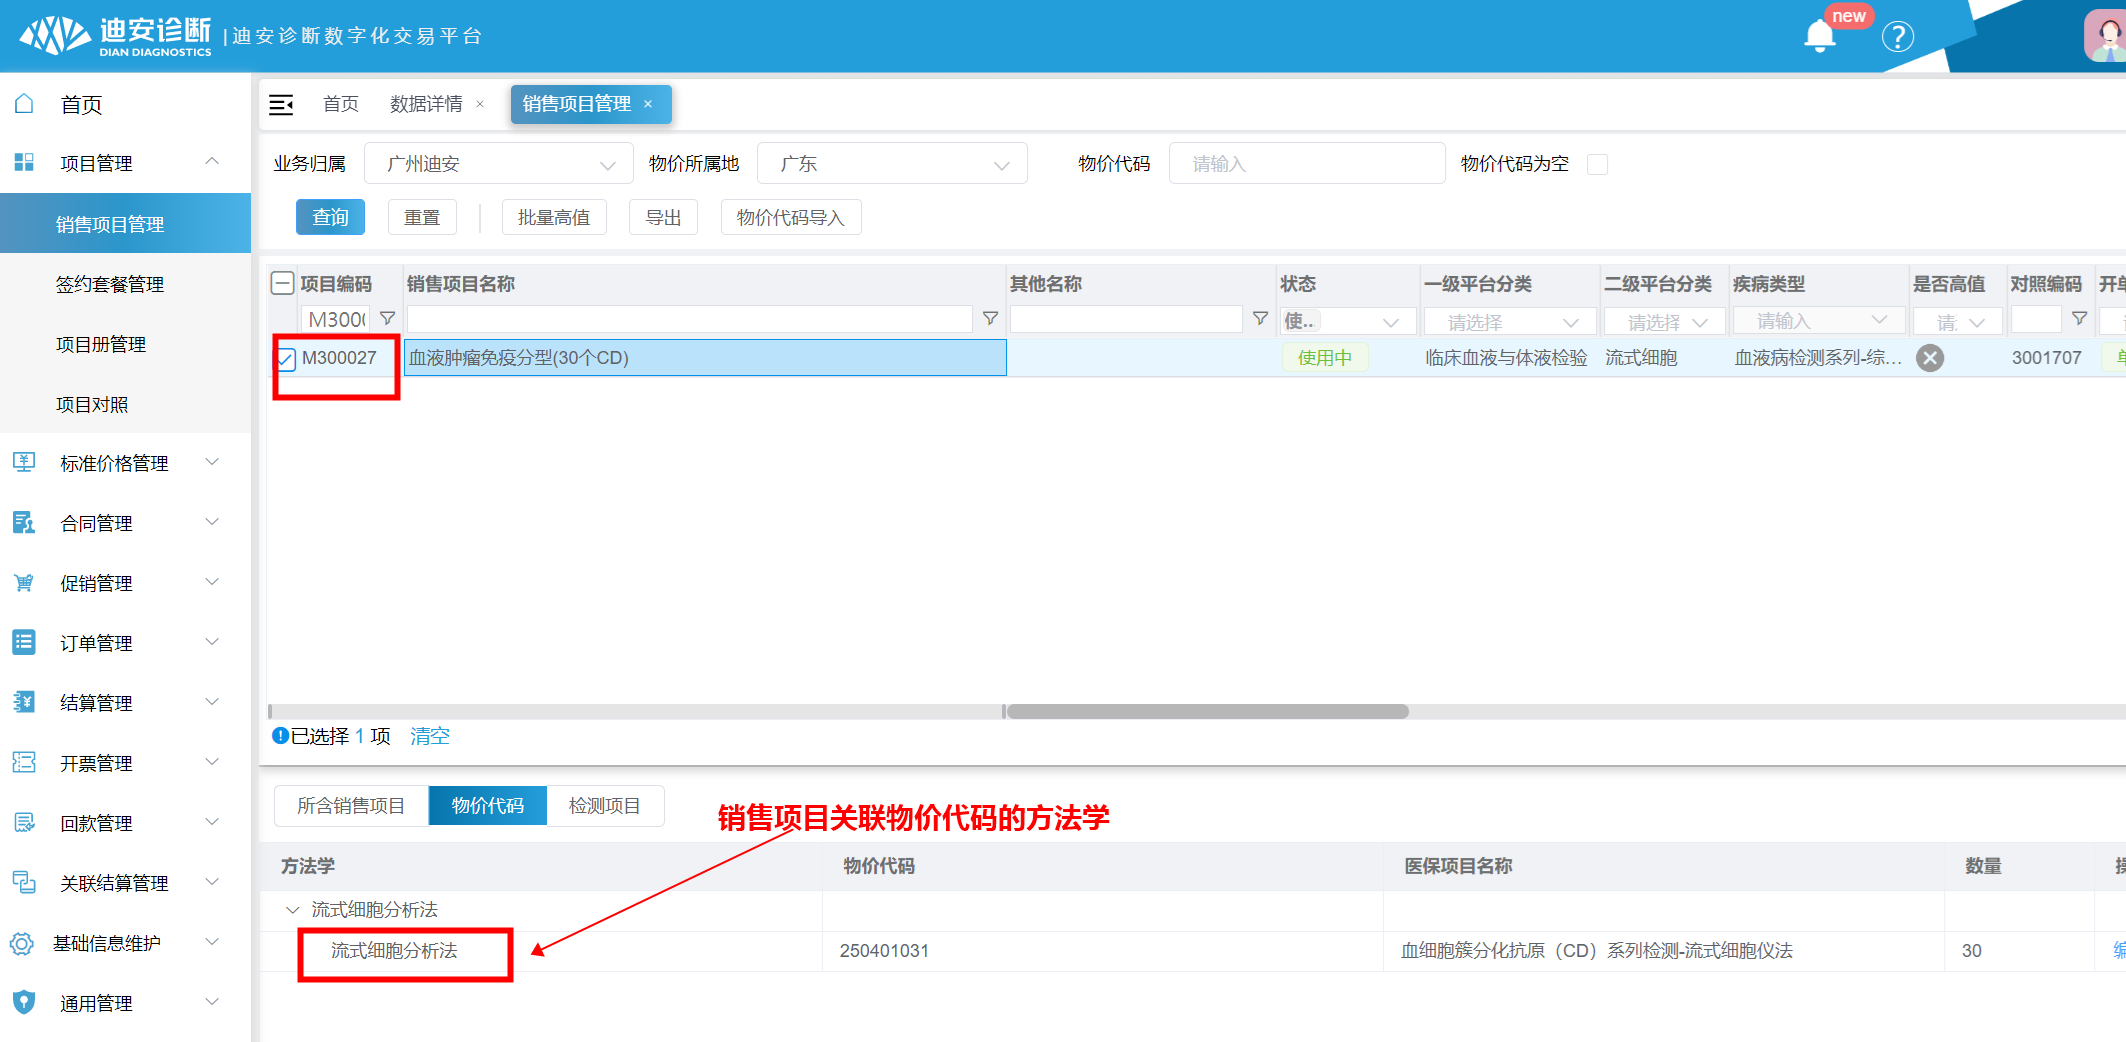 迪安诊断
DIAN DIAGNOSTICS
|迪安诊断数字化交易平台
new
?
首页
项目管理
销售项目管理
签约套餐管理
项目册管理
项目对照
标准价格管理
合同管理
促销管理
订单管理
结算管理
开票管理
回款管理
关联结算管理
基础信息维护
通用管理
首页 数据详情 × 销售项目管理 ×
业务归属 广州迪安 物价所属地 广东 物价代码 请输入 物价代码为空
查询 重置 批量高值 导出 物价代码导入
项目编码 销售项目名称 其他名称 状态 一级平台分类 二级平台分类 疾病类型 是否高值 对照编码 开单
M300 使.. 请选择 请选择 请输入 请
M300027 血液肿瘤免疫分型(30个CD) 使用中 临床血液与体液检验 流式细胞 血液病检测系列-综... 3001707 单
已选择 1 项 清空
所含销售项目 物价代码 检测项目
销售项目关联物价代码的方法学
方法学 物价代码 医保项目名称 数量
流式细胞分析法
流式细胞分析法 250401031 血细胞簇分化抗原（CD）系列检测-流式细胞仪法 30 编